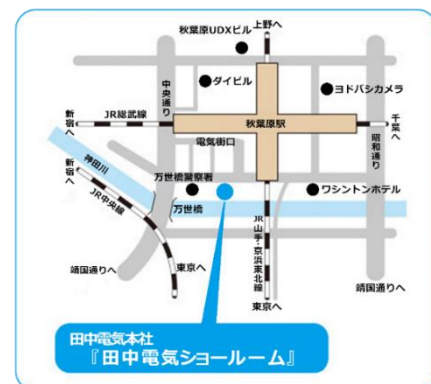 秋葉原UDXビル
上野へ
ダイビル
ヨドバシカメラ
中央通り
新宿へ
JR総武線
秋葉原駅
千葉へ
電気街口
昭和通り
神田川
新宿へ
JR中央線
万世橋警察署
ワシントンホテル
万世橋
JR山手・京浜東北線
靖国通りへ
東京へ
東京へ
靖国通りへ
田中電気本社
『田中電気ショールーム』